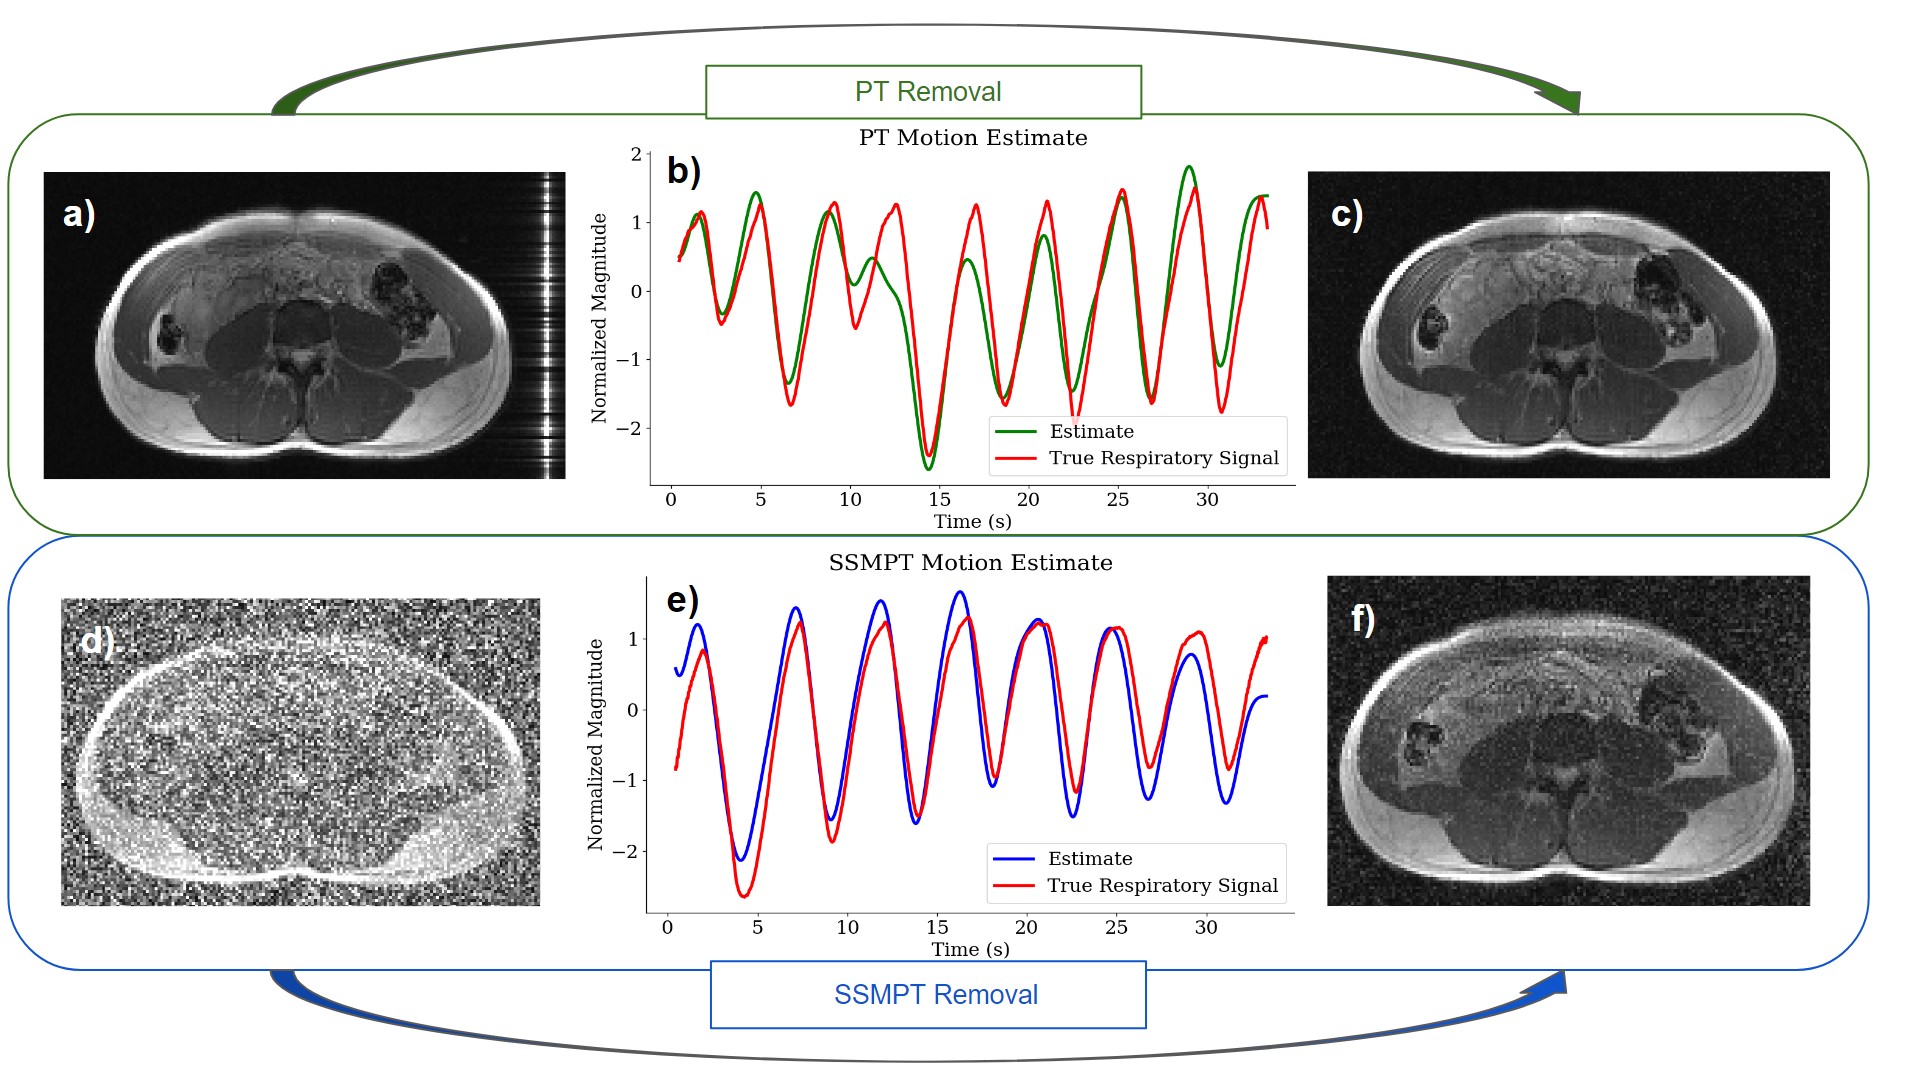 PT Removal
PT Motion Estimate
a)
b)
c)
2
1
0
−1
−2
Normalized Magnitude
Estimate
True Respiratory Signal
0 5 10 15 20 25 30
Time (s)
SSMPT Motion Estimate
d)
e)
f)
1
0
−1
−2
Normalized Magnitude
Estimate
True Respiratory Signal
0 5 10 15 20 25 30
Time (s)
SSMPT Removal